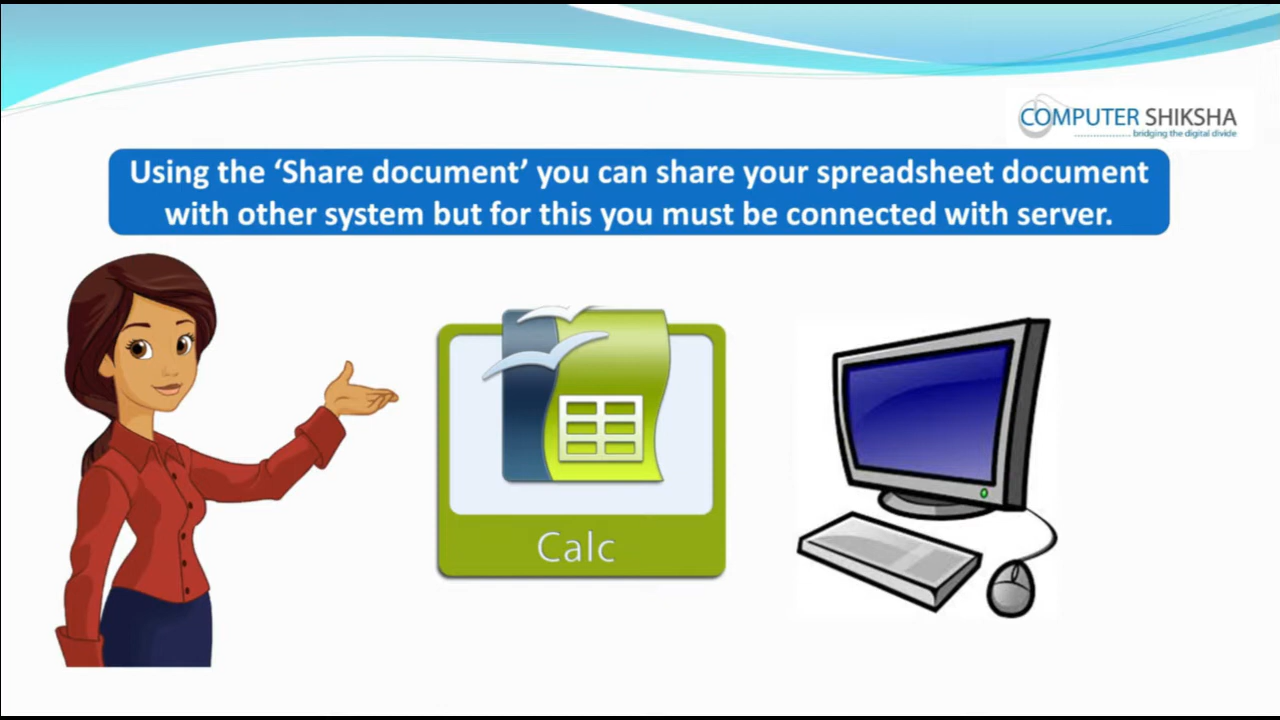 COMPUTER SHIKSHA
bridging the digital divide
Using the ‘Share document’ you can share your spreadsheet document
with other system but for this you must be connected with server.
Calc